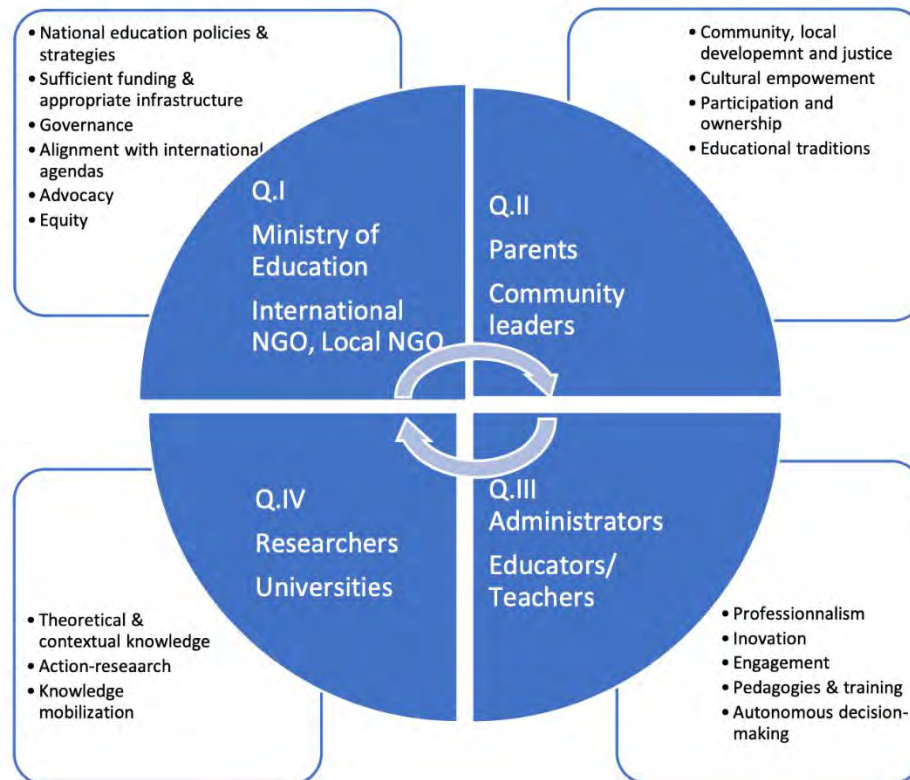 • National education policies &
strategies
• Sufficient funding &
appropriate infrastructure
• Governance
• Alignment with international
agendas
• Advocacy
• Equity
• Community, local
developemnt and justice
• Cultural empowement
• Participation and
ownership
• Educational traditions
Q.I
Ministry of
Education
International
NGO, Local NGO
Q.II
Parents
Community
leaders
Q.IV
Researchers
Universities
Q.III
Administrators
Educators/
Teachers
• Theoretical &
contextual knowledge
• Action-reseaarch
• Knowledge
mobilization
• Professionnalism
• Inovation
• Engagement
• Pedagogies & training
• Autonomous decision-
making